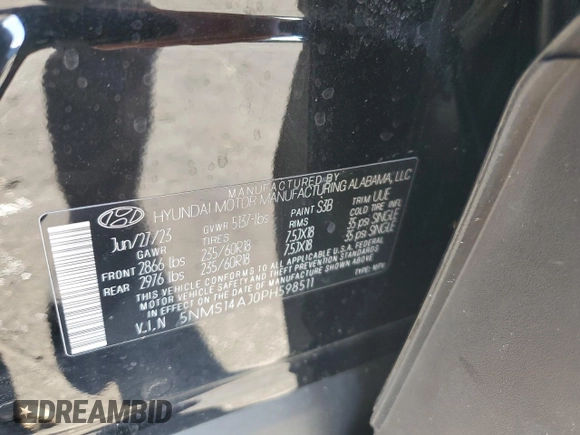 MANUFACTURED BY
HYUNDAI MOTOR MANUFACTURING ALABAMA, LLC
Jun/27/23 GVWR 5137-lbs PAINT S3B TRIM UUE
GAWR TIRES RIMS COLD TIRE INFL.
FRONT 2866 lbs 235/60R18 7.5JX18 35 psi SINGLE
REAR 2976 lbs 235/60R18 7.5JX18 35 psi SINGLE
THIS VEHICLE CONFORMS TO ALL APPLICABLE U.S.A. FEDERAL
MOTOR VEHICLE SAFETY AND THEFT PREVENTION STANDARDS
IN EFFECT ON THE DATE OF MANUFACTURE SHOWN ABOVE
V.I.N 5NMS14AJ0PH598511 TYPE: MPV
DREAMBID